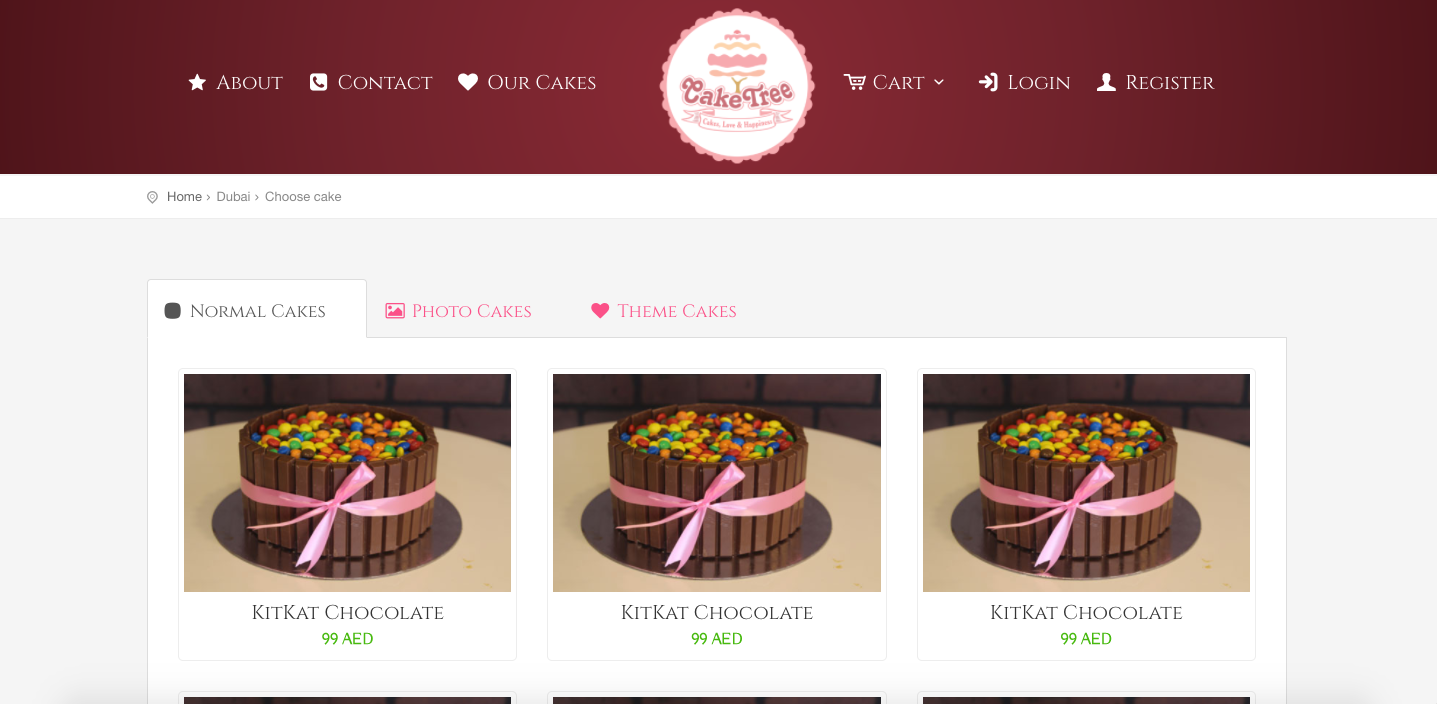 About Contact Our Cakes
CakeTree
Cakes, Love & Happiness
Cart Login Register
Home › Dubai › Choose cake
Normal Cakes Photo Cakes Theme Cakes
KitKat Chocolate
99 AED
KitKat Chocolate
99 AED
KitKat Chocolate
99 AED